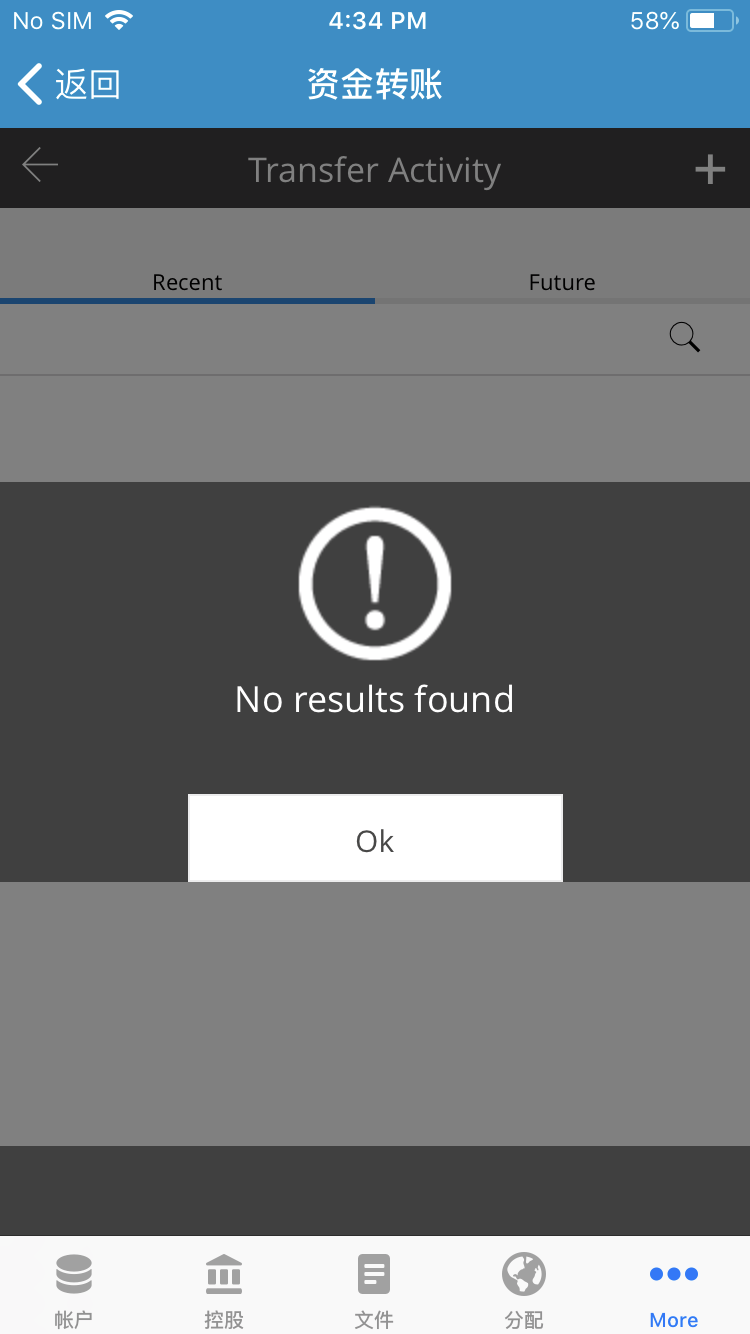 No SIM 4:34 PM 58%
返回 资金转账
Transfer Activity +
Recent Future
No results found
Ok
帐户 控股 文件 分配 More